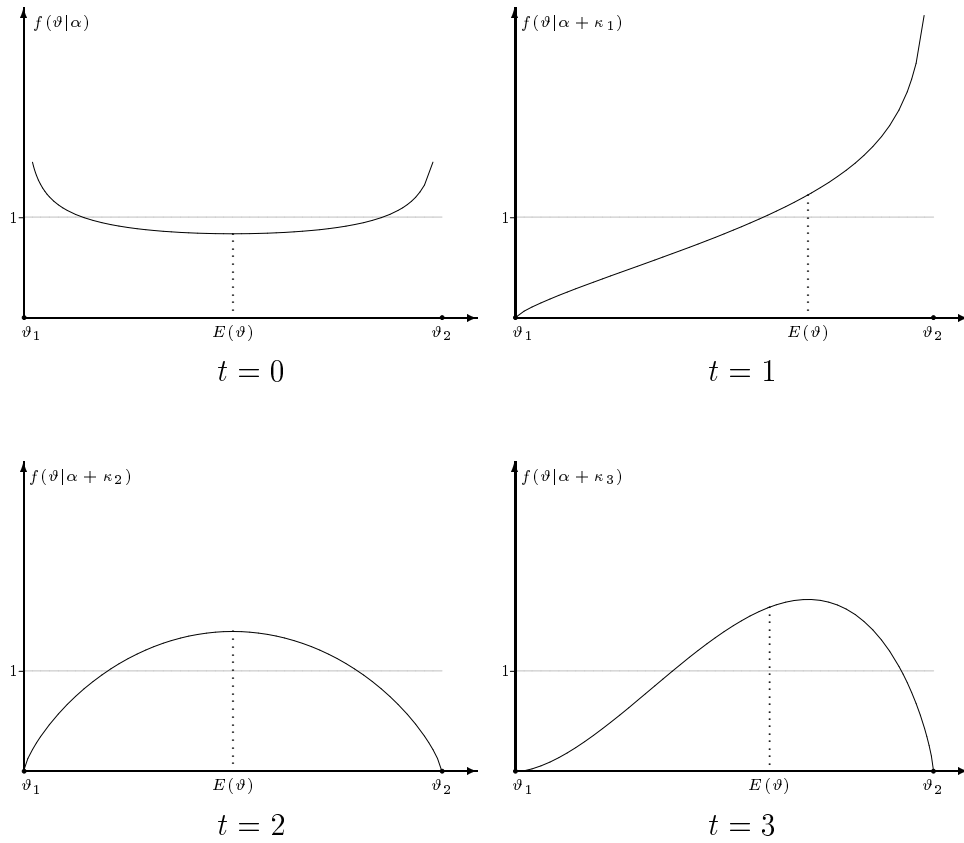 f(ϑ|α)
1
ϑ1
E(ϑ)
ϑ2
t = 0
f(ϑ|α + κ1)
1
ϑ1
E(ϑ)
ϑ2
t = 1
f(ϑ|α + κ2)
1
ϑ1
E(ϑ)
ϑ2
t = 2
f(ϑ|α + κ3)
1
ϑ1
E(ϑ)
ϑ2
t = 3